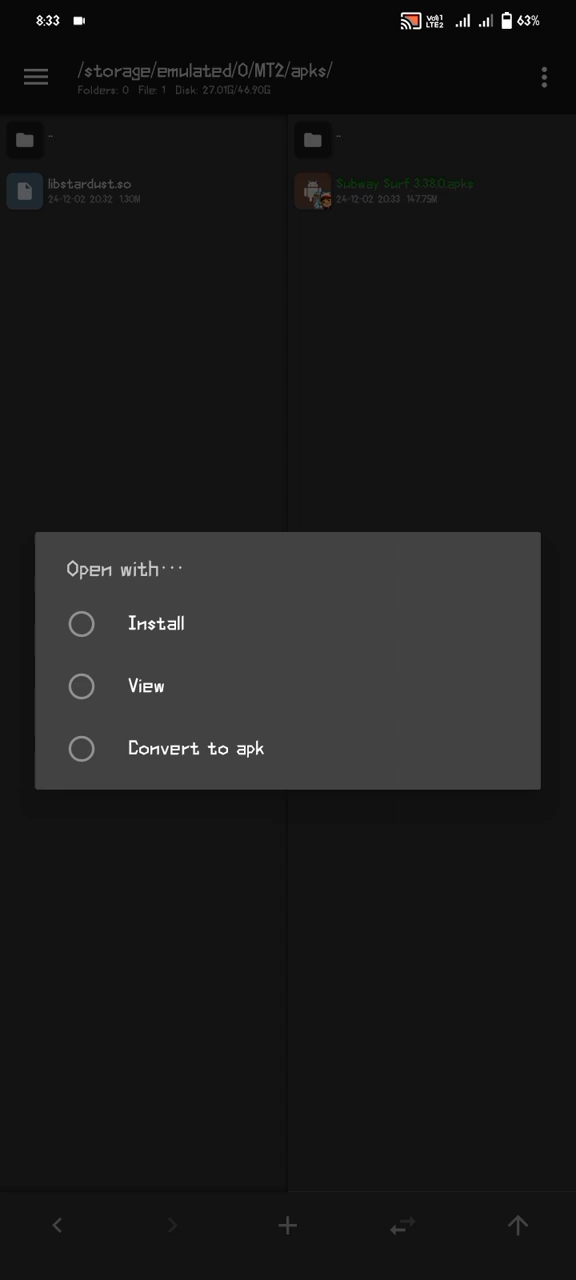 8:33
VoLTE1
LTE2
63%
/storage/emulated/0/MT2/apks/
Folders: 0 File: 1 Disk: 27.01G/46.90G
libstardust.so
24-12-02 20:32 1.30M
Subway Surf 3.38.0.apks
24-12-02 20:33 147.75M
Open with...
Install
View
Convert to apk